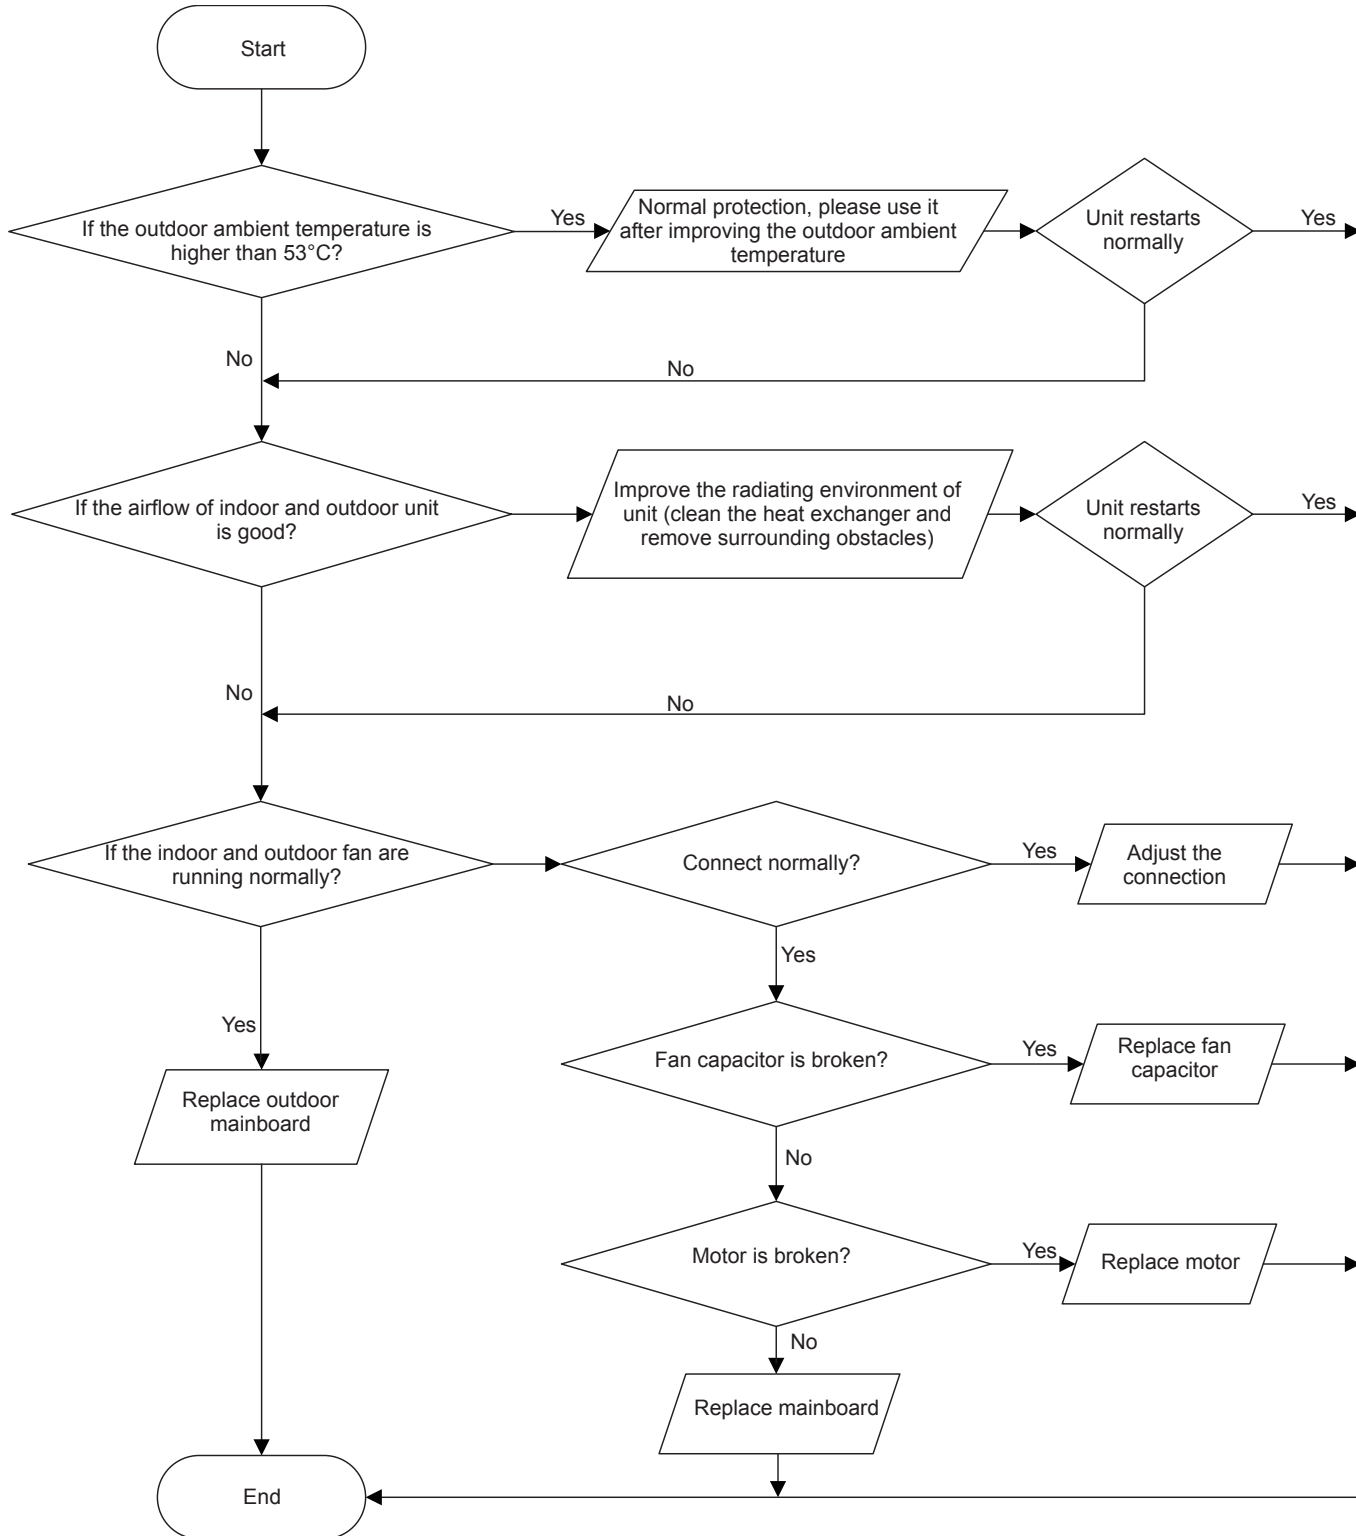 Start
If the outdoor ambient temperature is
higher than 53°C?
Yes
Normal protection, please use it
after improving the outdoor ambient
temperature
Unit restarts
normally
Yes
No
No
If the airflow of indoor and outdoor unit
is good?
Improve the radiating environment of
unit (clean the heat exchanger and
remove surrounding obstacles)
Unit restarts
normally
Yes
No
No
If the indoor and outdoor fan are
running normally?
Connect normally?
Yes
Adjust the
connection
Yes
Yes
Fan capacitor is broken?
Yes
Replace fan
capacitor
Replace outdoor
mainboard
No
Motor is broken?
Yes
Replace motor
No
Replace mainboard
End